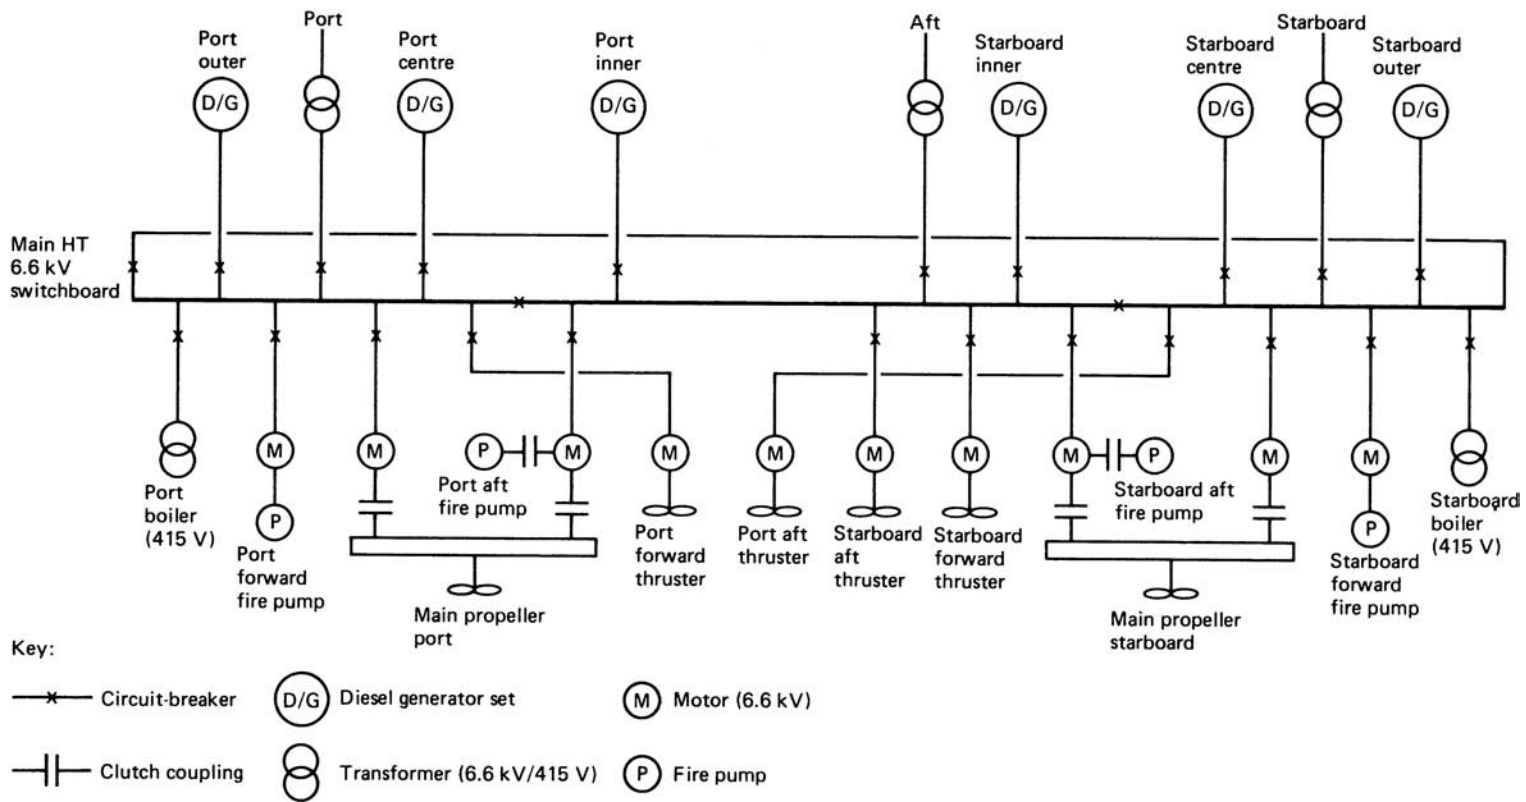 Port
outer
Port
Port
centre
Port
inner
Aft
Starboard
inner
Starboard
centre
Starboard
Starboard
outer
D/G
D/G
D/G
D/G
D/G
D/G
Main HT
6.6 kV
switchboard
M
P
M
M
M
M
M
M
P
M
M
Port
boiler
(415 V)
P
Port
forward
fire pump
Port aft
fire pump
Main propeller
port
Port
forward
thruster
Port aft
thruster
Starboard
aft
thruster
Starboard
forward
thruster
Starboard aft
fire pump
Main propeller
starboard
P
Starboard
forward
fire pump
M
Starboard
boiler
(415 V)
Key:
Circuit-breaker
D/G
Diesel generator set
M
Motor (6.6 kV)
Clutch coupling
Transformer (6.6 kV/415 V)
P
Fire pump